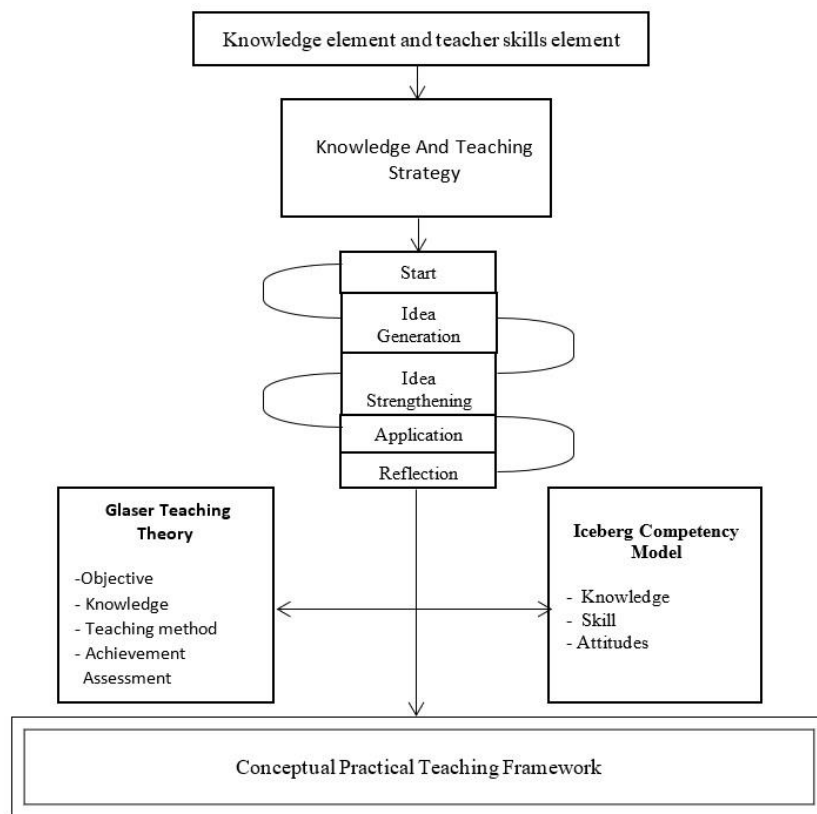 Knowledge element and teacher skills element
Knowledge And Teaching
Strategy
Start
Idea
Generation
Idea
Strengthening
Application
Reflection
Glaser Teaching
Theory
-Objective
- Knowledge
- Teaching method
- Achievement
Assessment
Iceberg Competency
Model
- Knowledge
- Skill
- Attitudes
Conceptual Practical Teaching Framework